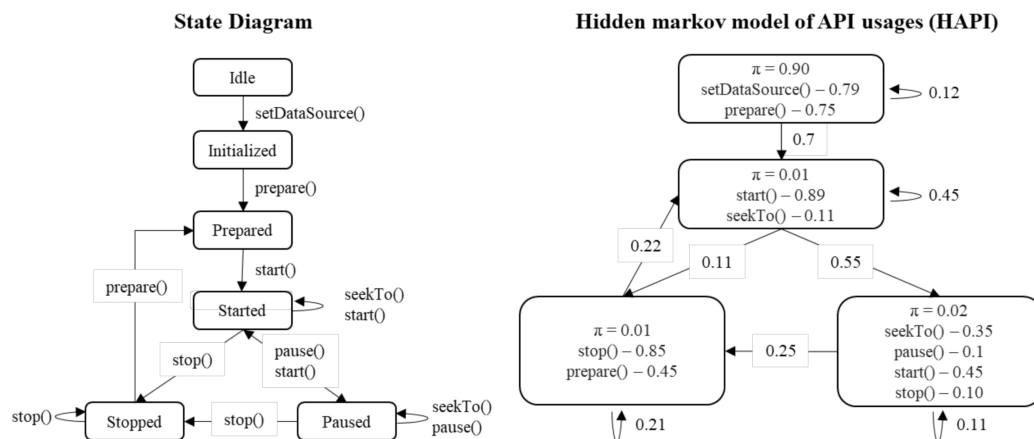 State Diagram
Idle
setDataSource()
Initialized
prepare()
Prepared
prepare()
start()
Started
seekTo()
start()
stop()
pause()
start()
stop()
Stopped
stop()
Paused
seekTo()
pause()
Hidden markov model of API usages (HAPI)
π = 0.90
setDataSource() – 0.79
prepare() – 0.75
0.12
0.7
π = 0.01
start() – 0.89
seekTo() – 0.11
0.45
0.22
0.11
0.55
π = 0.01
stop() – 0.85
prepare() – 0.45
0.25
π = 0.02
seekTo() – 0.35
pause() – 0.1
start() – 0.45
stop() – 0.10
0.21
0.11